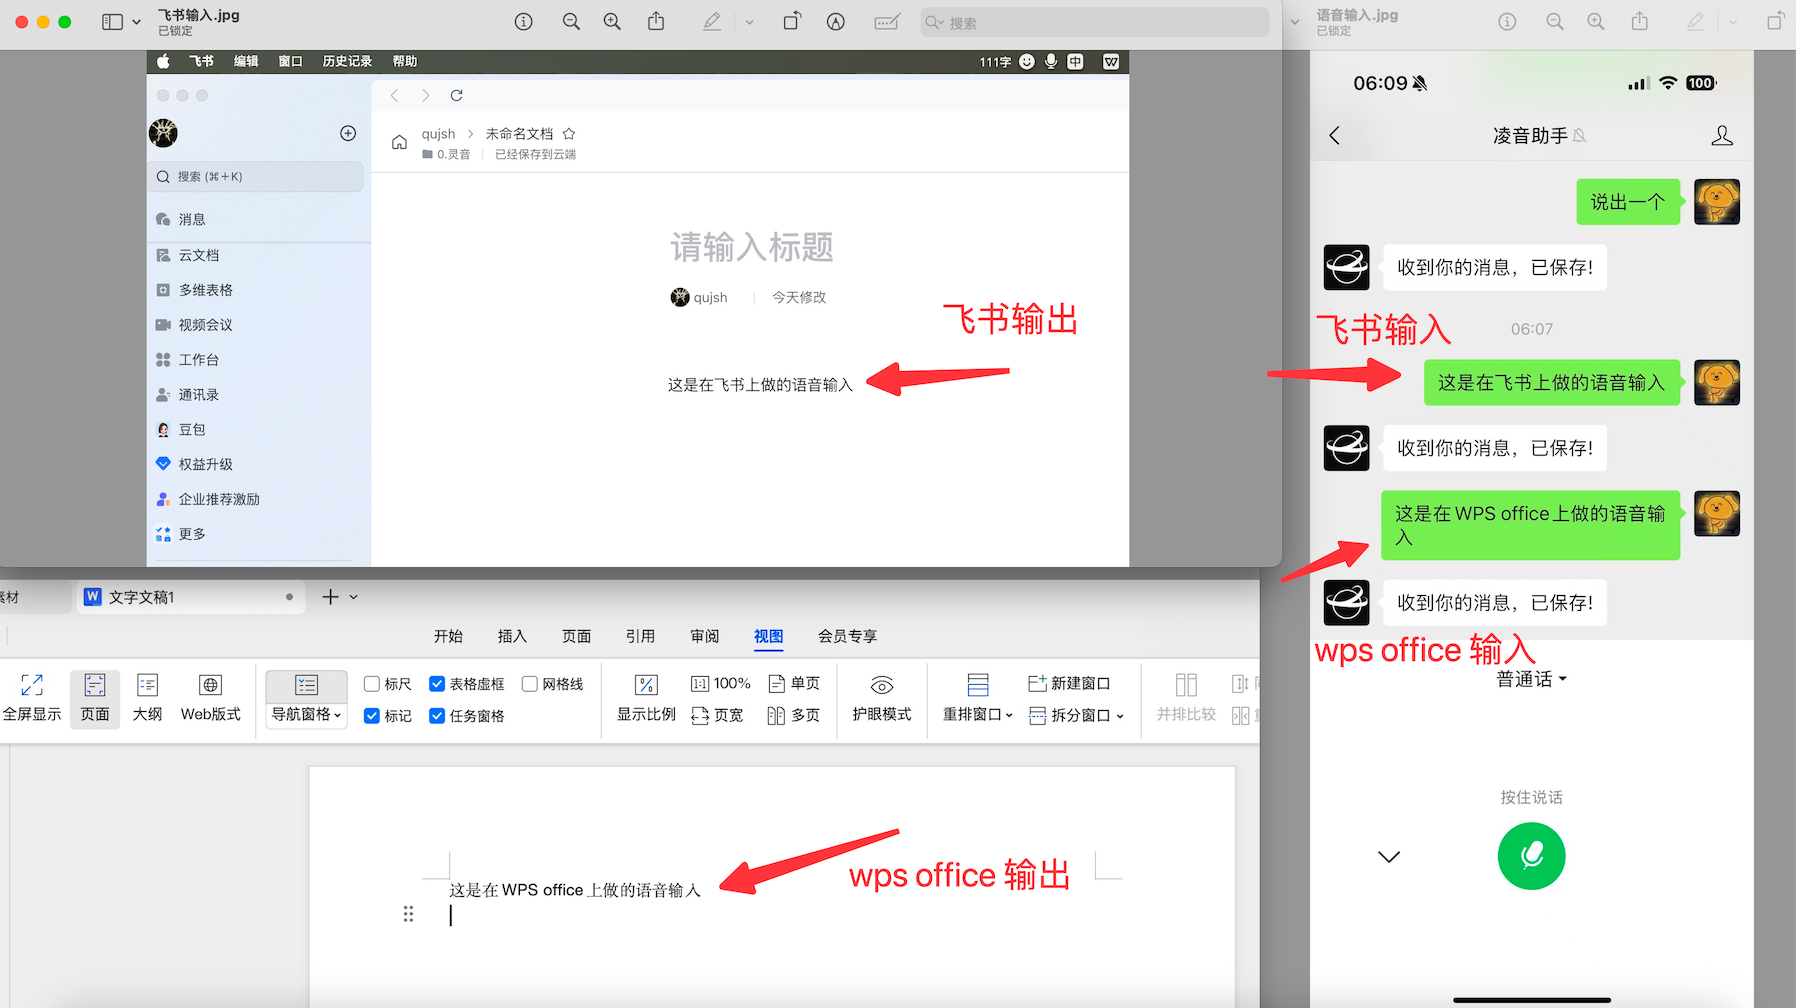 飞书输入.jpg
已锁定
搜索
飞书 编辑 窗口 历史记录 帮助
111字 中
搜索 (⌘+K)
消息
云文档
多维表格
视频会议
工作台
通讯录
豆包
权益升级
企业推荐激励
更多
qujsh > 未命名文档
0.灵音 已经保存到云端
请输入标题
qujsh 今天修改
飞书输出
这是在飞书上做的语音输入
素材 文字文稿1
开始 插入 页面 引用 审阅 视图 会员专享
全屏显示 页面 大纲 Web版式
导航窗格
标尺 表格虚框 网格线
标记 任务窗格
显示比例 100% 单页
页宽 多页
护眼模式
重排窗口 新建窗口
拆分窗口
并排比较
这是在 WPS office 上做的语音输入
wps office 输出
语音输入.jpg
已锁定
06:09 100
凌音助手
说出一个
收到你的消息，已保存!
飞书输入
06:07
这是在飞书上做的语音输入
收到你的消息，已保存!
这是在 WPS office上做的语音输
入
收到你的消息，已保存!
wps office 输入
普通话
按住说话